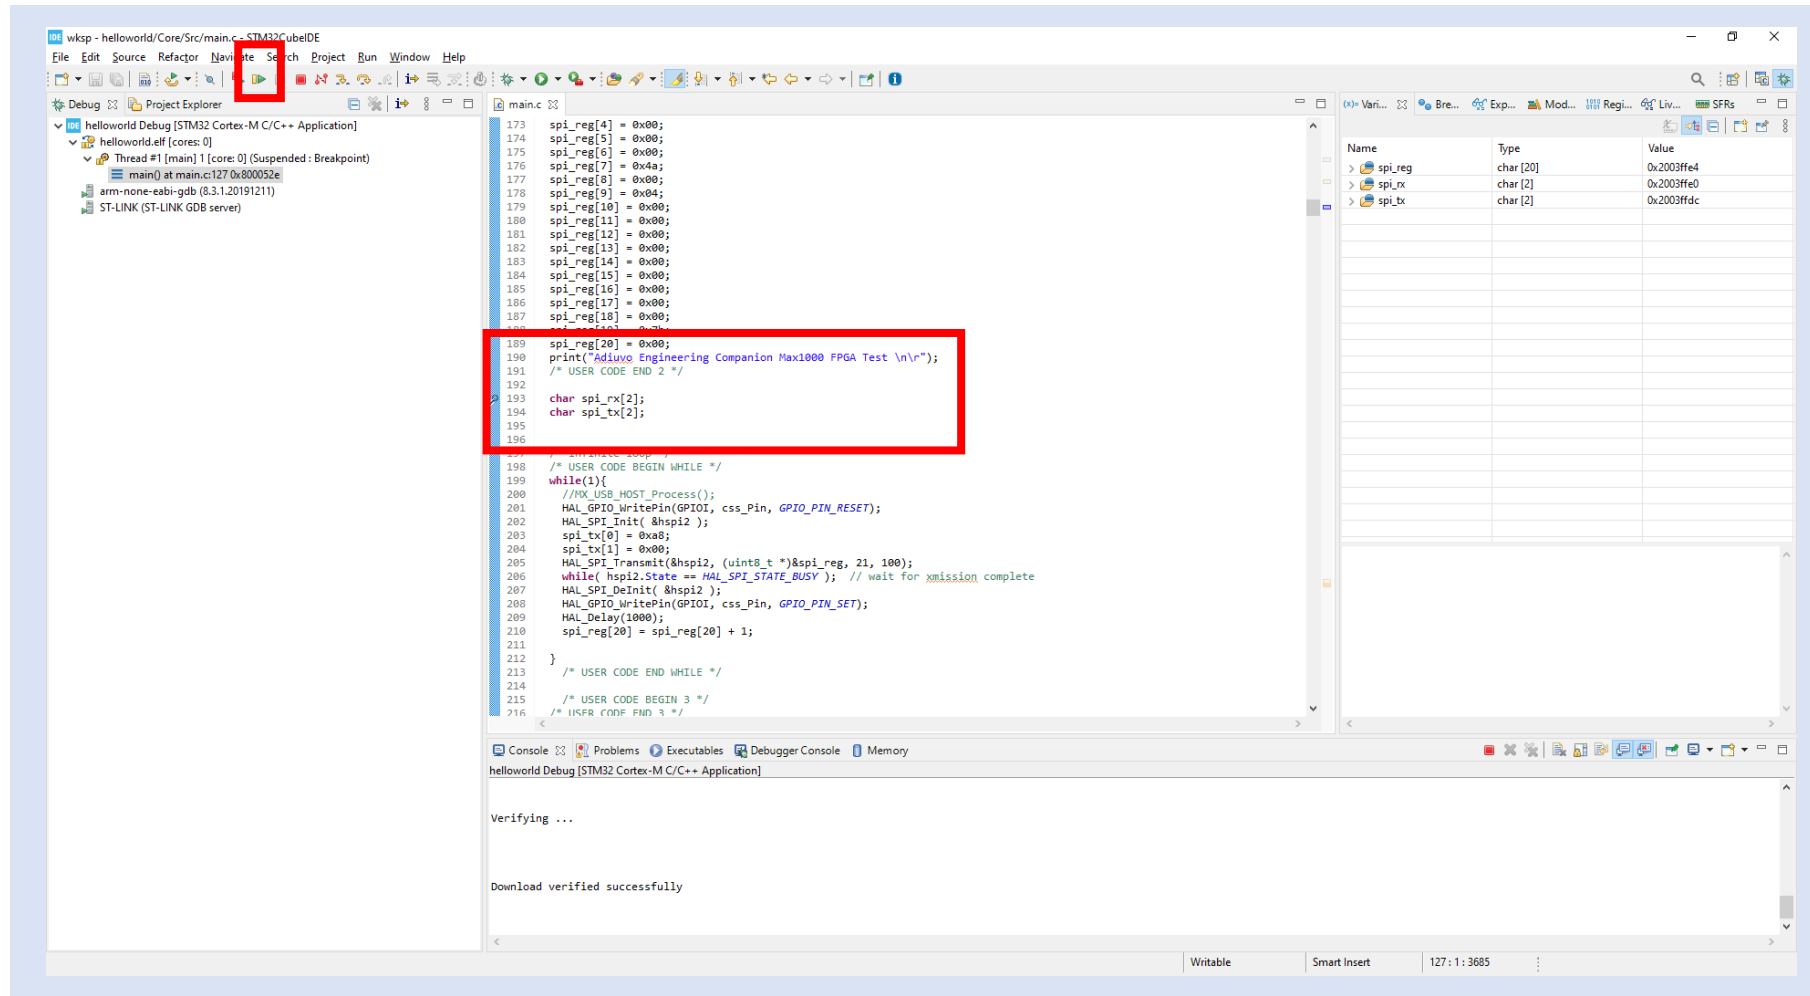 IDE wksp - helloworld/Core/Src/main.c - STM32CubeIDE
File Edit Source Refactor Navigate Search Project Run Window Help
Debug Project Explorer
helloworld Debug [STM32 Cortex-M C/C++ Application]
helloworld.elf [cores: 0]
Thread #1 [main] 1 [core: 0] (Suspended : Breakpoint)
main() at main.c:127 0x800052e
arm-none-eabi-gdb (8.3.1.20191211)
ST-LINK (ST-LINK GDB server)
main.c
173 spi_reg[4] = 0x00;
174 spi_reg[5] = 0x00;
175 spi_reg[6] = 0x00;
176 spi_reg[7] = 0x4a;
177 spi_reg[8] = 0x00;
178 spi_reg[9] = 0x04;
179 spi_reg[10] = 0x00;
180 spi_reg[11] = 0x00;
181 spi_reg[12] = 0x00;
182 spi_reg[13] = 0x00;
183 spi_reg[14] = 0x00;
184 spi_reg[15] = 0x00;
185 spi_reg[16] = 0x00;
186 spi_reg[17] = 0x00;
187 spi_reg[18] = 0x00;
188 spi_reg[19] = 0x7b;
189 spi_reg[20] = 0x00;
190 print("Adiuvo Engineering Companion Max1000 FPGA Test \n\r");
191 /* USER CODE END 2 */
192
193 char spi_rx[2];
194 char spi_tx[2];
195
196
197 /* Infinite loop */
198 /* USER CODE BEGIN WHILE */
199 while(1){
200 //MX_USB_HOST_Process();
201 HAL_GPIO_WritePin(GPIOI, css_Pin, GPIO_PIN_RESET);
202 HAL_SPI_Init( &hspi2 );
203 spi_tx[0] = 0xa8;
204 spi_tx[1] = 0x00;
205 HAL_SPI_Transmit(&hspi2, (uint8_t *)&spi_reg, 21, 100);
206 while( hspi2.State == HAL_SPI_STATE_BUSY ); // wait for xmission complete
207 HAL_SPI_DeInit( &hspi2 );
208 HAL_GPIO_WritePin(GPIOI, css_Pin, GPIO_PIN_SET);
209 HAL_Delay(1000);
210 spi_reg[20] = spi_reg[20] + 1;
211
212 }
213 /* USER CODE END WHILE */
214
215 /* USER CODE BEGIN 3 */
216 /* USER CODE END 3 */
(x)= Vari... Bre... Exp... Mod... Regi... Liv... SFRs
Name Type Value
spi_reg char [20] 0x2003ffe4
spi_rx char [2] 0x2003ffe0
spi_tx char [2] 0x2003ffdc
Console Problems Executables Debugger Console Memory
helloworld Debug [STM32 Cortex-M C/C++ Application]
Verifying ...
Download verified successfully
Writable Smart Insert 127 : 1 : 3685